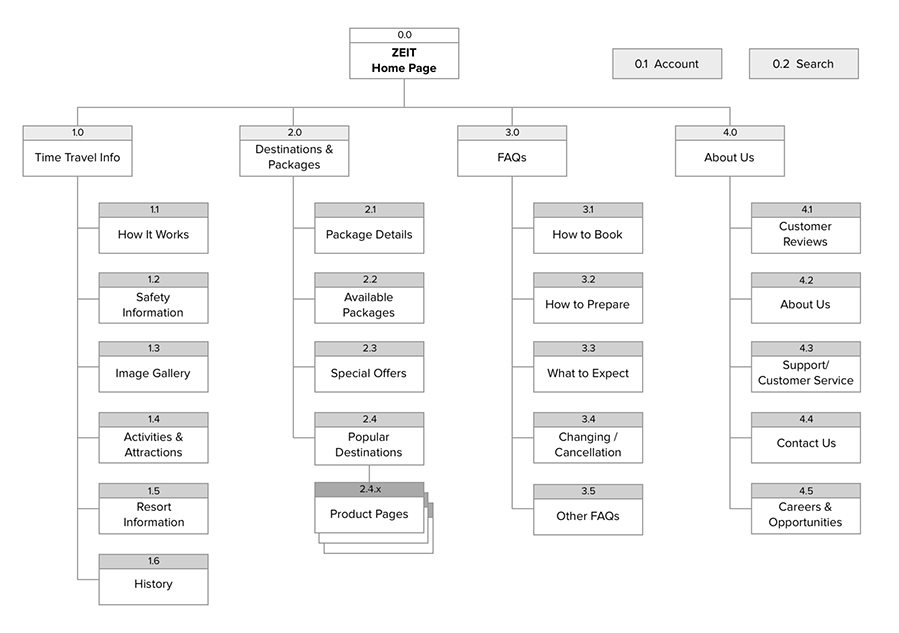 0.0
ZEIT
Home Page
0.1 Account
0.2 Search
1.0
Time Travel Info
2.0
Destinations &
Packages
3.0
FAQs
4.0
About Us
1.1
How It Works
2.1
Package Details
3.1
How to Book
4.1
Customer
Reviews
1.2
Safety
Information
2.2
Available
Packages
3.2
How to Prepare
4.2
About Us
1.3
Image Gallery
2.3
Special Offers
3.3
What to Expect
4.3
Support/
Customer Service
1.4
Activities &
Attractions
2.4
Popular
Destinations
3.4
Changing /
Cancellation
4.4
Contact Us
1.5
Resort
Information
2.4.x
Product Pages
3.5
Other FAQs
4.5
Careers &
Opportunities
1.6
History